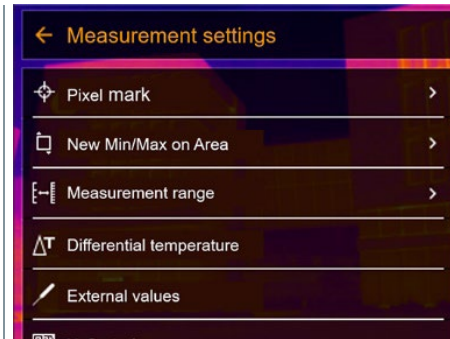 Measurement settings
Pixel mark
New Min/Max on Area
Measurement range
ΔT Differential temperature
External values